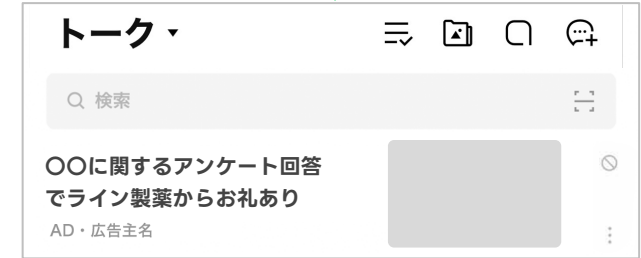 トーク
検索
〇〇に関するアンケート回答
でライン製薬からお礼あり
AD・広告主名